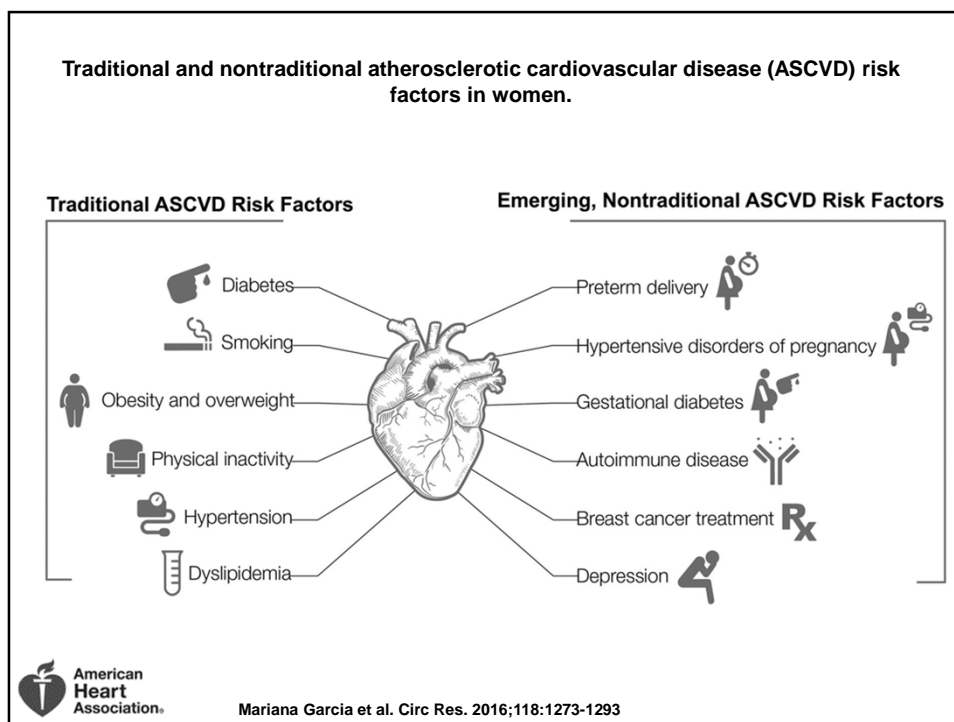 Traditional and nontraditional atherosclerotic cardiovascular disease (ASCVD) risk
factors in women.
Traditional ASCVD Risk Factors
Diabetes
Smoking
Obesity and overweight
Physical inactivity
Hypertension
Dyslipidemia
Emerging, Nontraditional ASCVD Risk Factors
Preterm delivery
Hypertensive disorders of pregnancy
Gestational diabetes
Autoimmune disease
Breast cancer treatment
Rx
Depression
American
Heart
Association®
Mariana Garcia et al. Circ Res. 2016;118:1273-1293